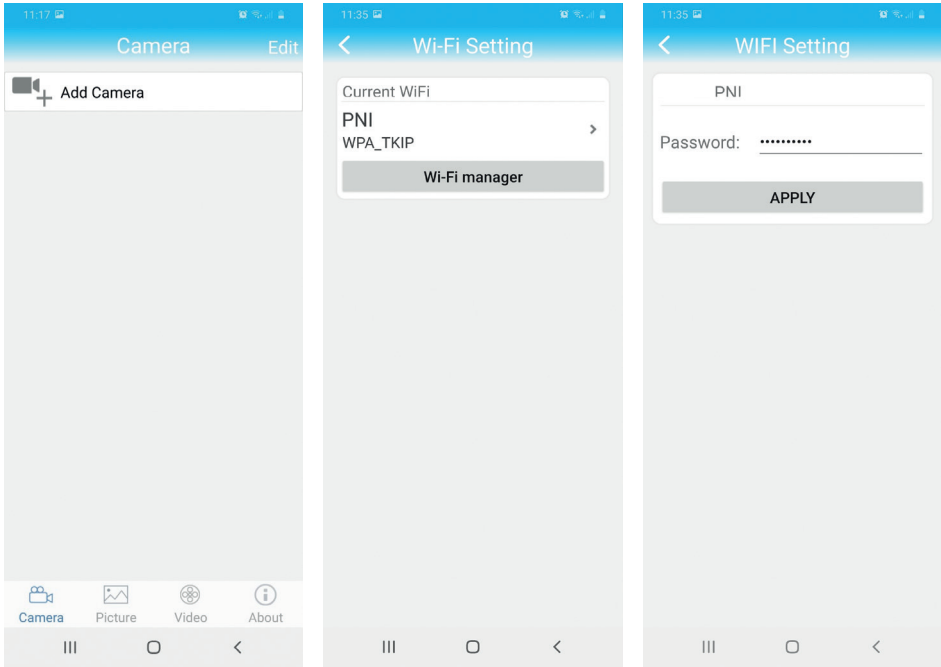 11:17
Camera
Edit
Add Camera
Camera
Picture
Video
About
11:35
Wi-Fi Setting
Current WiFi
PNI
WPA_TKIP
Wi-Fi manager
11:35
WIFI Setting
PNI
Password: ••••••••••
APPLY